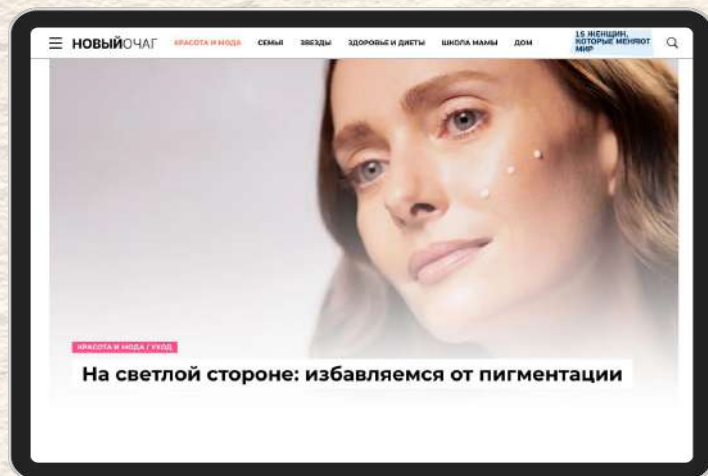 НОВЫЙОЧАГ КРАСОТА И МОДА СЕМЬЯ ЗВЕЗДЫ ЗДОРОВЬЕ И ДИЕТЫ ШКОЛА МАМЫ ДОМ
15 ЖЕНЩИН,
КОТОРЫЕ МЕНЯЮТ
МИР
КРАСОТА И МОДА / УХОД
На светлой стороне: избавляемся от пигментации